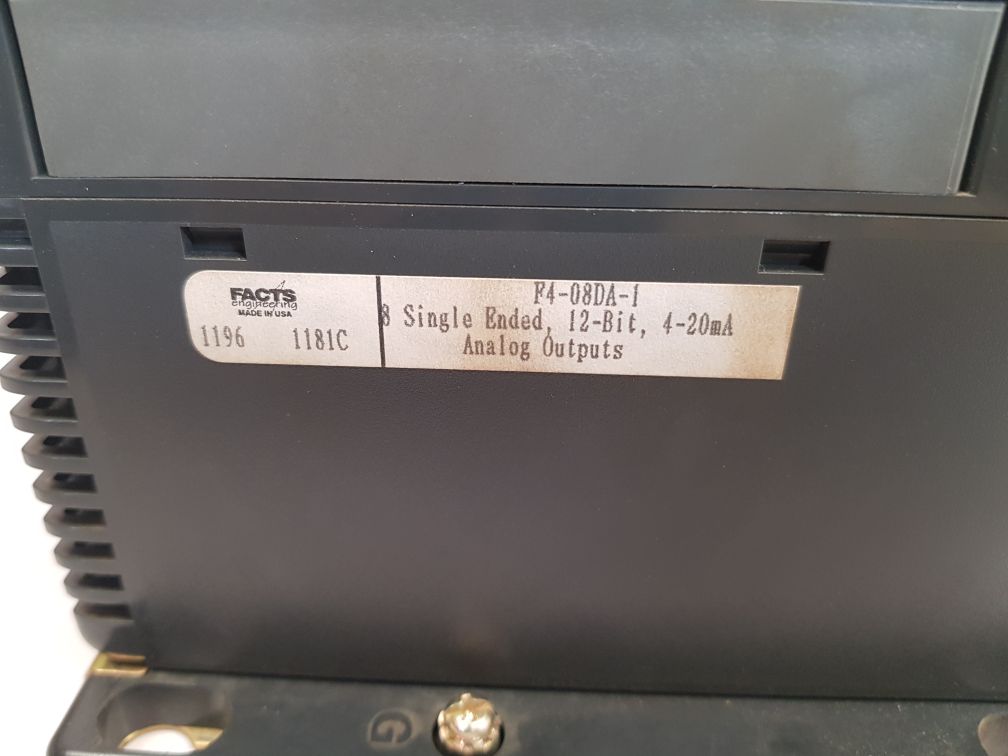 FACTS
engineering
MADE IN USA
1196 1181C
F4-08DA-1
8 Single Ended, 12-Bit, 4-20mA
Analog Outputs
G